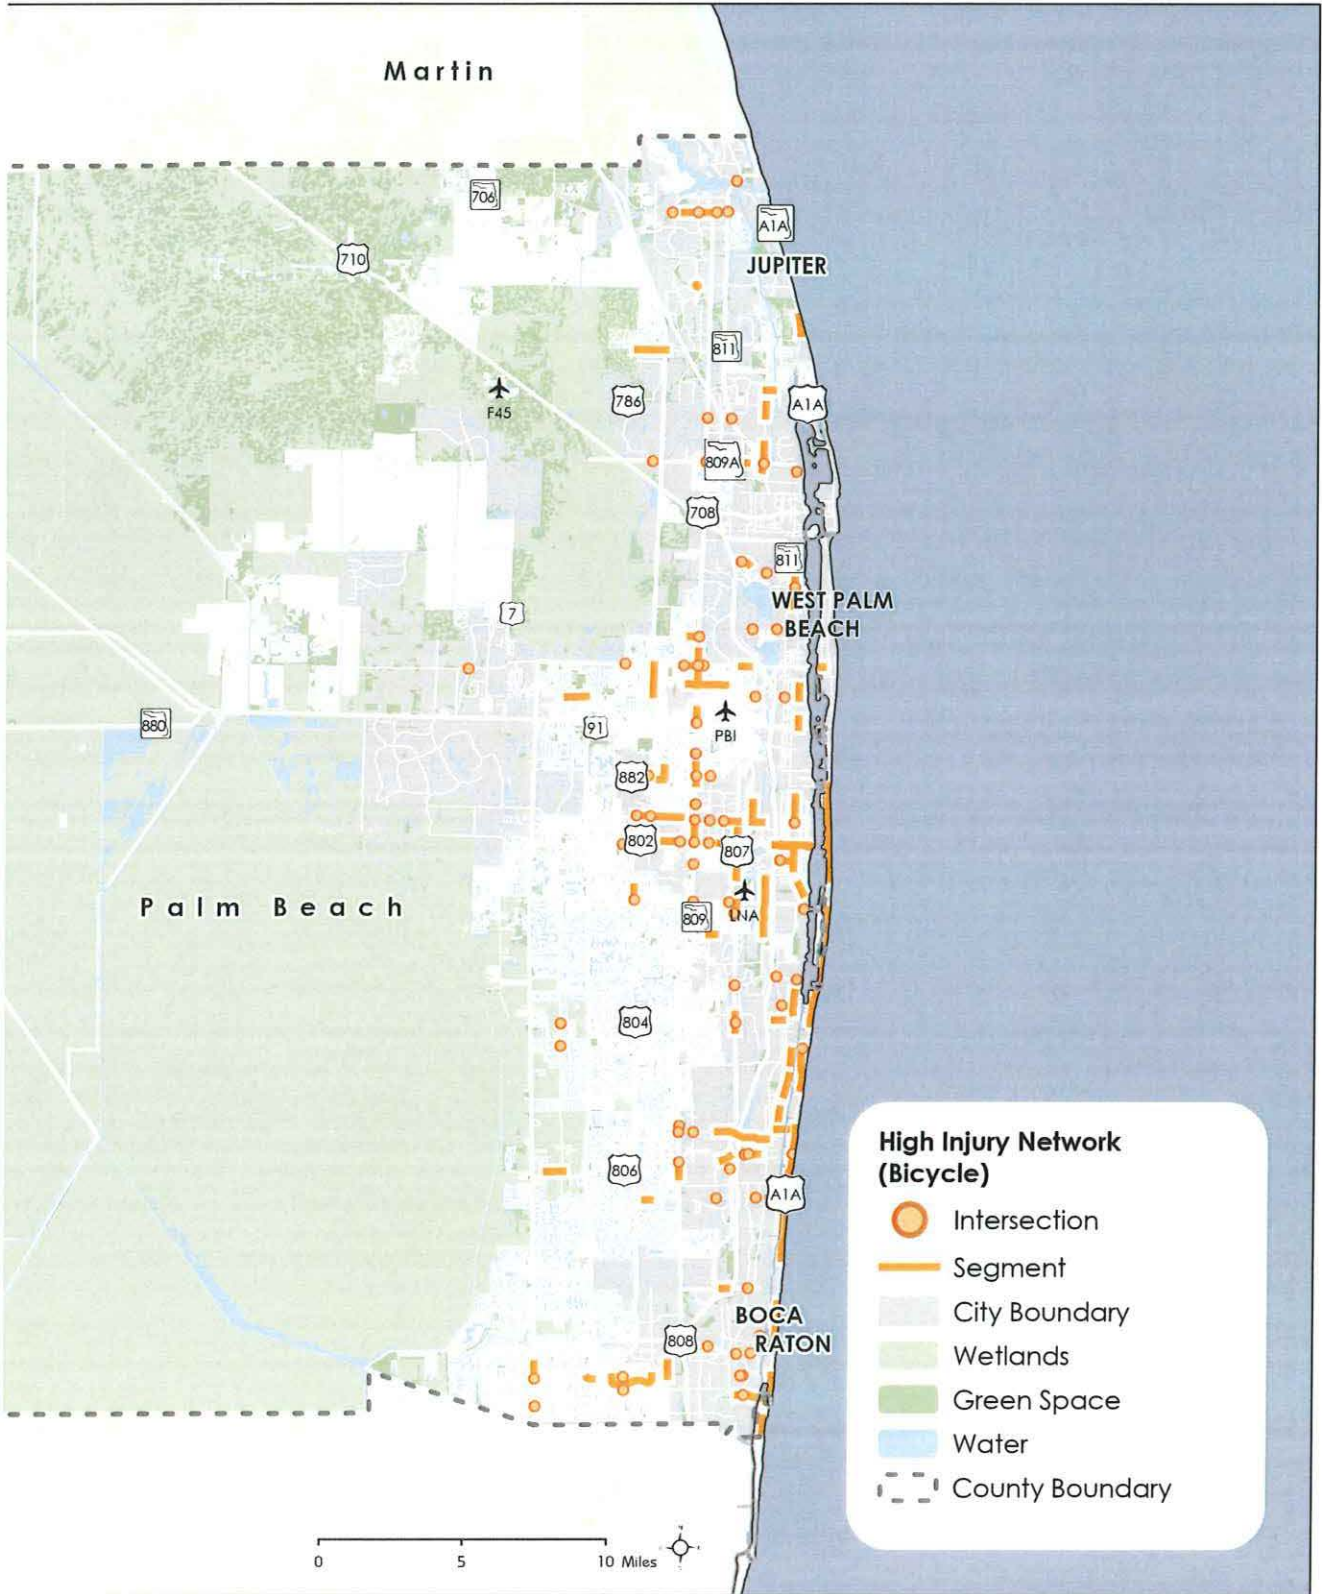 Martin
706
A1A
710
JUPITER
811
786
A1A
F45
809A
708
811
WEST PALM
BEACH
7
880
91
PBI
882
802
807
Palm Beach
LNA
809
804
High Injury Network
(Bicycle)
806
A1A
Intersection
Segment
City Boundary
BOCA
RATON
808
Wetlands
Green Space
Water
County Boundary
0 5 10 Miles